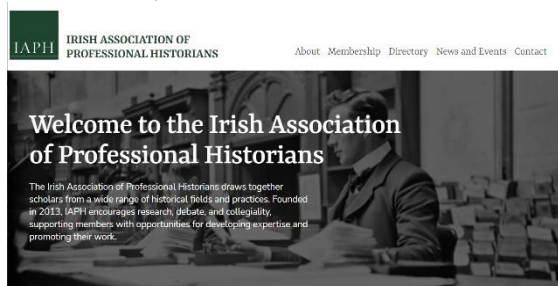 IAPH
IRISH ASSOCIATION OF
PROFESSIONAL HISTORIANS
About Membership Directory News and Events Contact
Welcome to the Irish Association
of Professional Historians
The Irish Association of Professional Historians draws together
scholars from a wide range of historical fields and practices. Founded
in 2013, IAPH encourages research, debate, and collegiality,
supporting members with opportunities for developing expertise and
promoting their work.